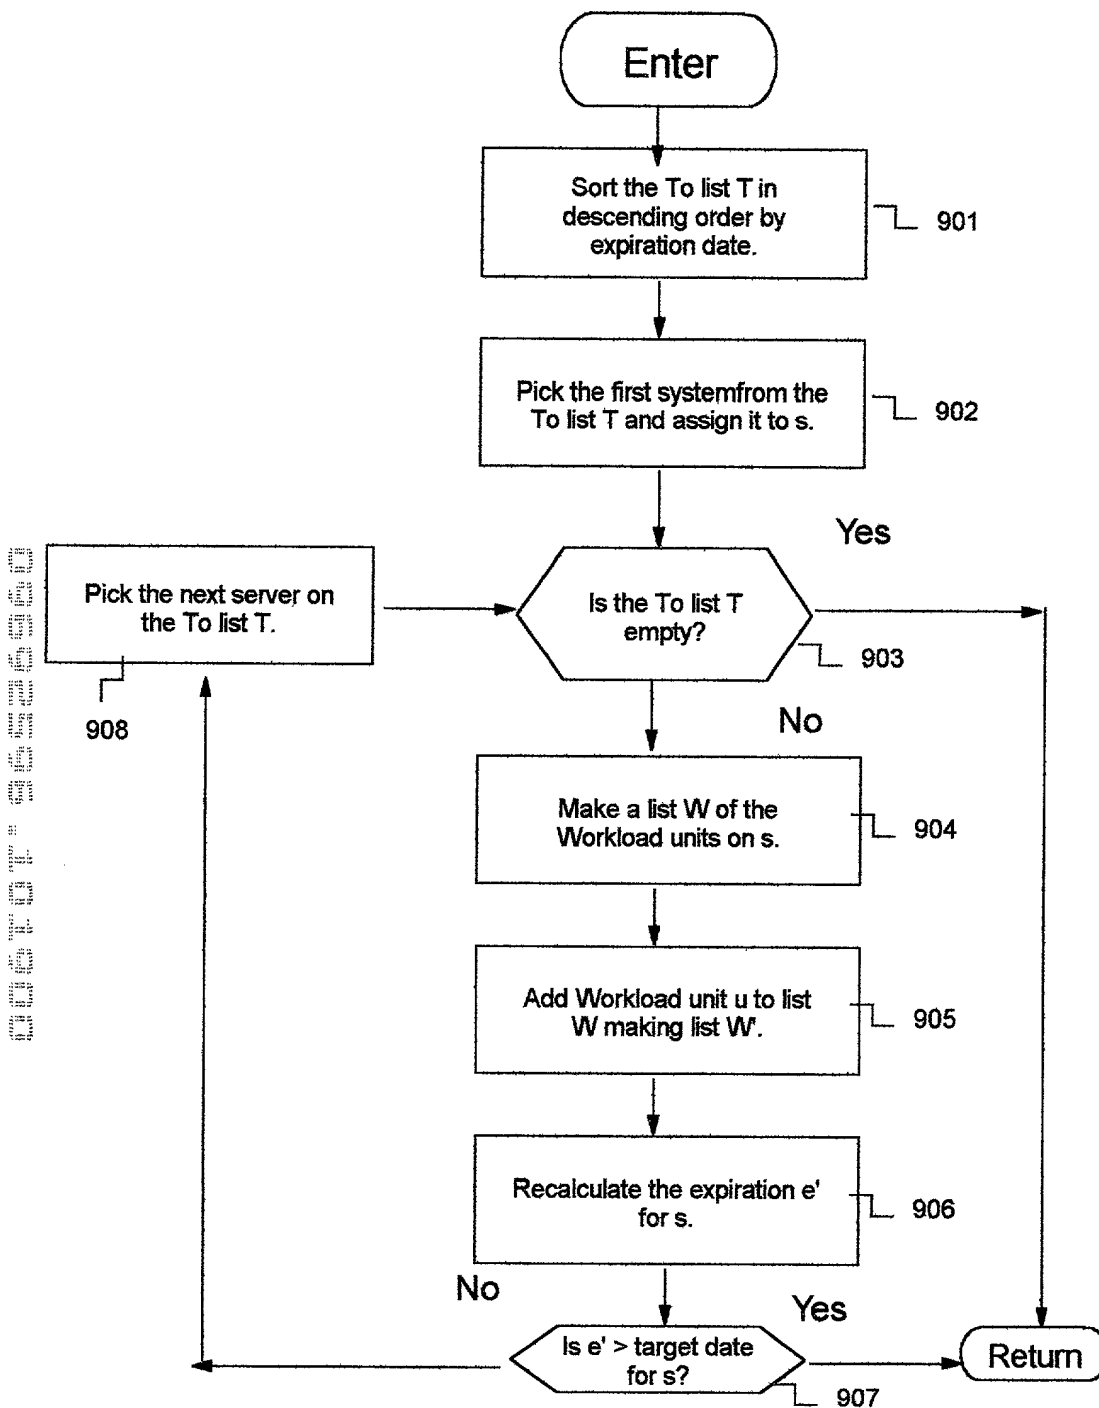 Enter
Sort the To list T in
descending order by
expiration date.
901
Pick the first systemfrom the
To list T and assign it to s.
902
Yes
Pick the next server on
the To list T.
908
Is the To list T
empty?
903
No
Make a list W of the
Workload units on s.
904
Add Workload unit u to list
W making list W'.
905
Recalculate the expiration e'
for s.
906
No
Yes
Is e' > target date
for s?
907
Return